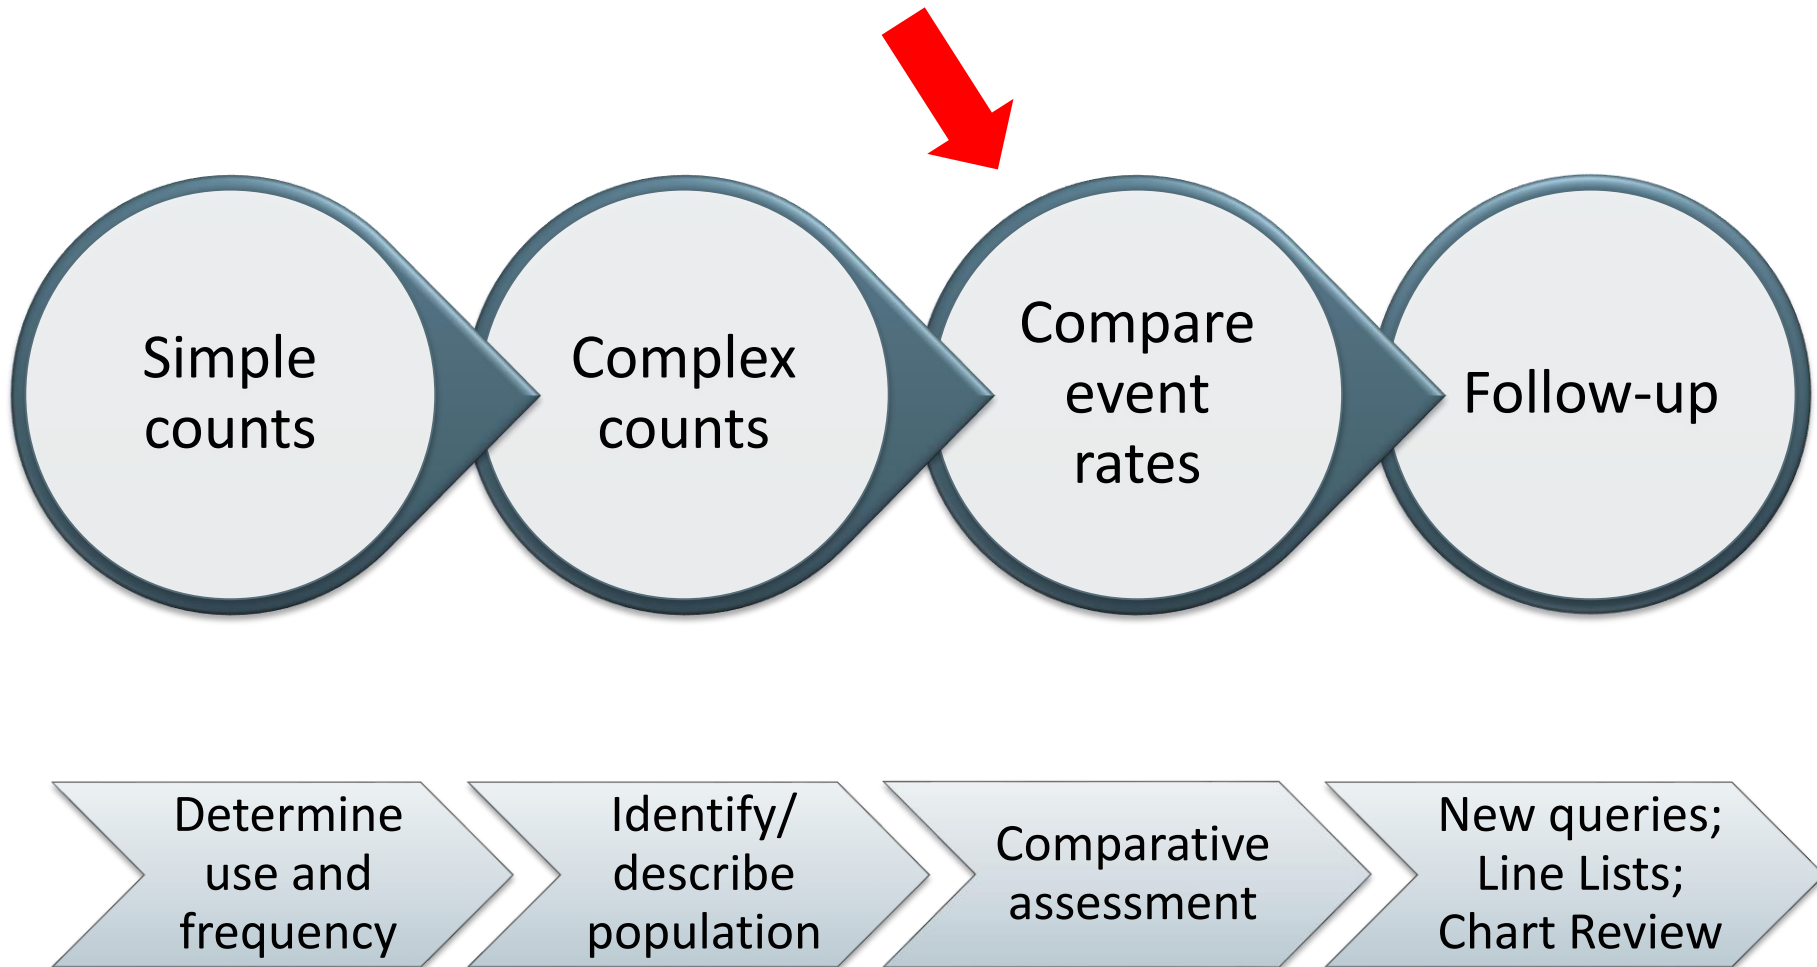 Simple
counts
Complex
counts
Compare
event
rates
Follow-up
Determine
use and
frequency
Identify/
describe
population
Comparative
assessment
New queries;
Line Lists;
Chart Review